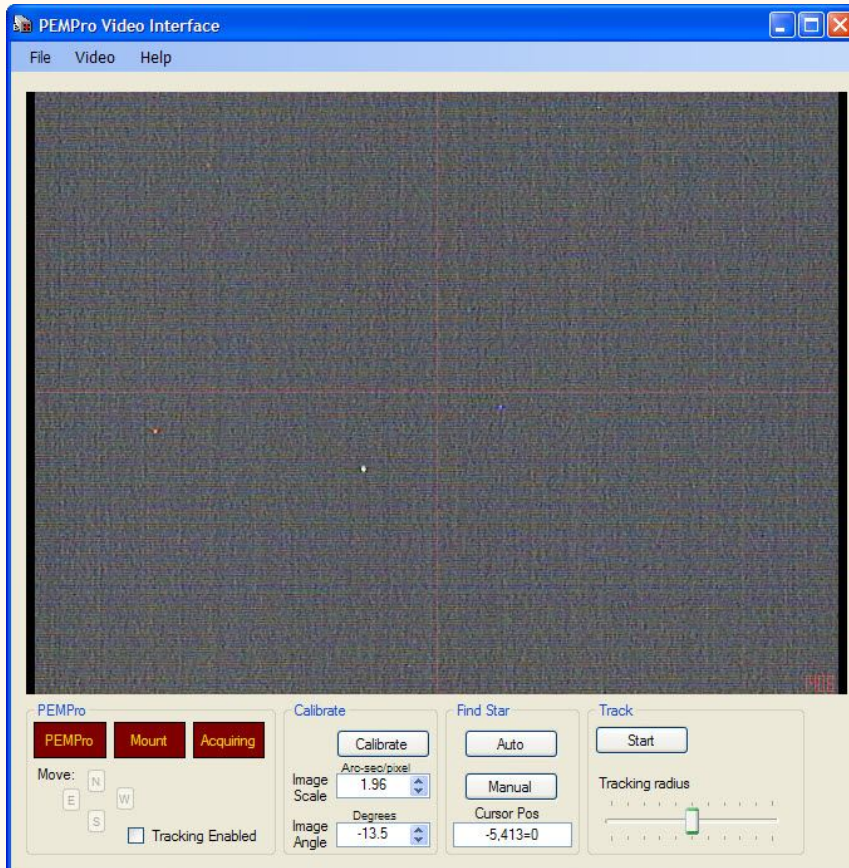 PEMPro Video Interface
File Video Help
PEMPro
PEMPro Mount Acquiring
Move:
N
E W
S
Tracking Enabled
Calibrate
Calibrate
Arc-sec/pixel
Image Scale 1.96
Degrees
Image Angle -13.5
Find Star
Auto
Manual
Cursor Pos
-5,413=0
Track
Start
Tracking radius